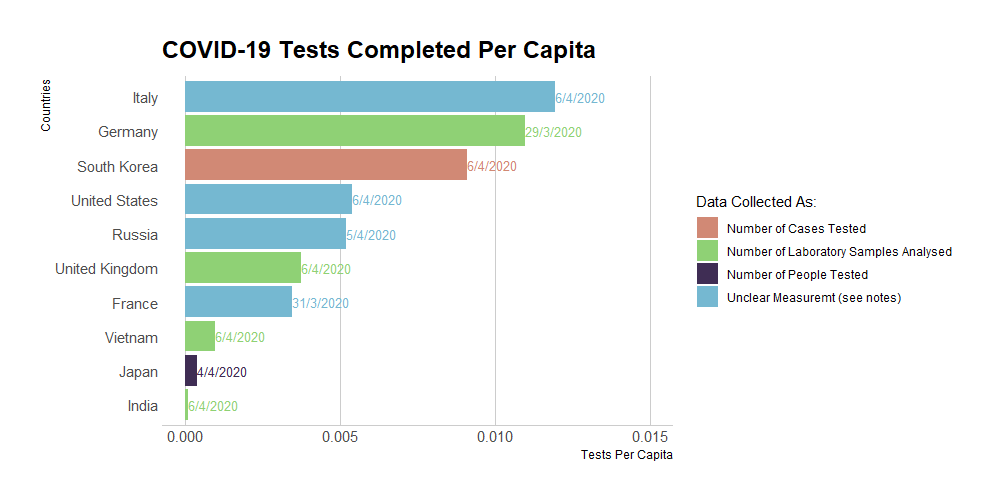 COVID-19 Tests Completed Per Capita
Countries
Italy 6/4/2020
Germany 29/3/2020
South Korea 6/4/2020
United States 6/4/2020
Russia 5/4/2020
United Kingdom 6/4/2020
France 31/3/2020
Vietnam 6/4/2020
Japan 4/4/2020
India 6/4/2020
0.000 0.005 0.010 0.015
Tests Per Capita
Data Collected As:
Number of Cases Tested
Number of Laboratory Samples Analysed
Number of People Tested
Unclear Measuremt (see notes)